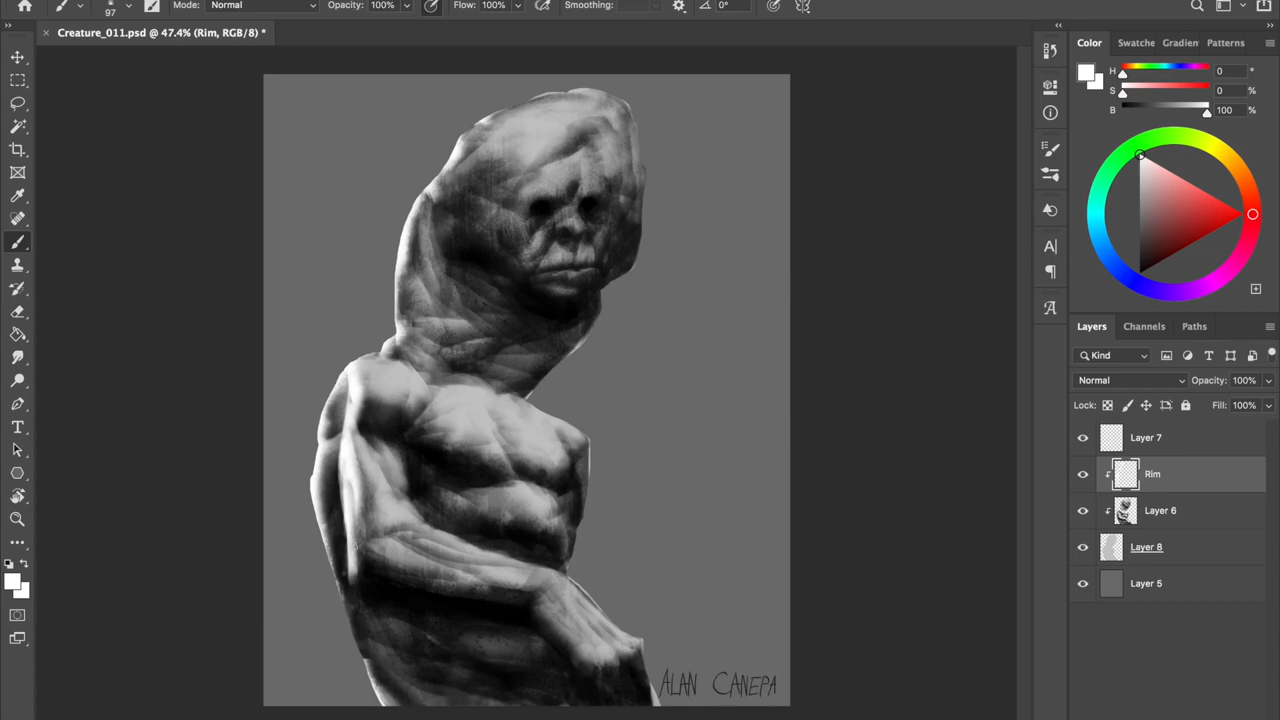 97
Mode: Normal
Opacity: 100%
Flow: 100%
Smoothing:
0°
× Creature_011.psd @ 47.4% (Rim, RGB/8) *
Color
Swatche
Gradien
Patterns
H 0 °
S 0 %
B 100 %
Layers
Channels
Paths
Kind
Normal
Opacity: 100%
Lock:
Fill: 100%
Layer 7
Rim
Layer 6
Layer 8
Layer 5
ALAN CANEPA